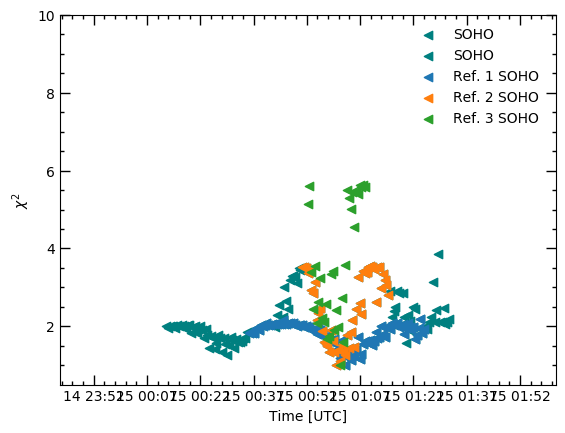 10
8
6
4
2
χ²
SOHO
SOHO
Ref. 1 SOHO
Ref. 2 SOHO
Ref. 3 SOHO
14 23:52 15 00:07 15 00:22 15 00:37 15 00:52 15 01:07 15 01:22 15 01:37 15 01:52
Time [UTC]